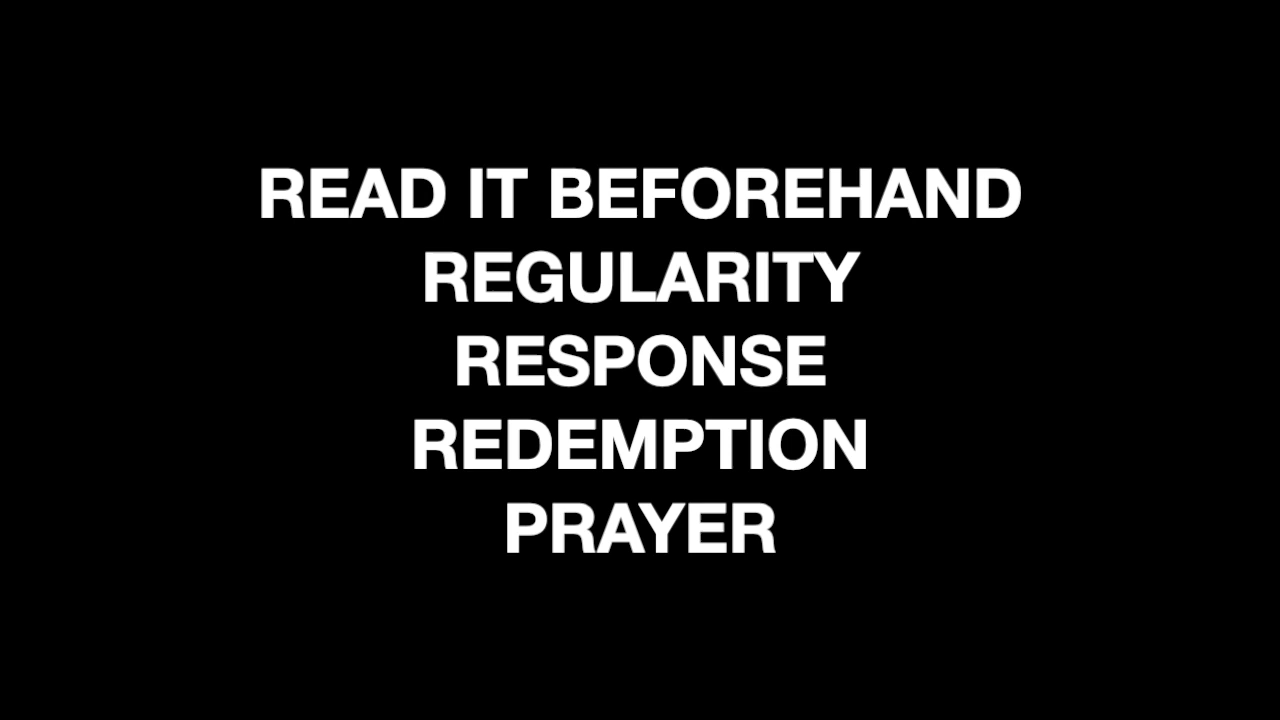 READ IT BEFOREHAND
REGULARITY
RESPONSE
REDEMPTION
PRAYER